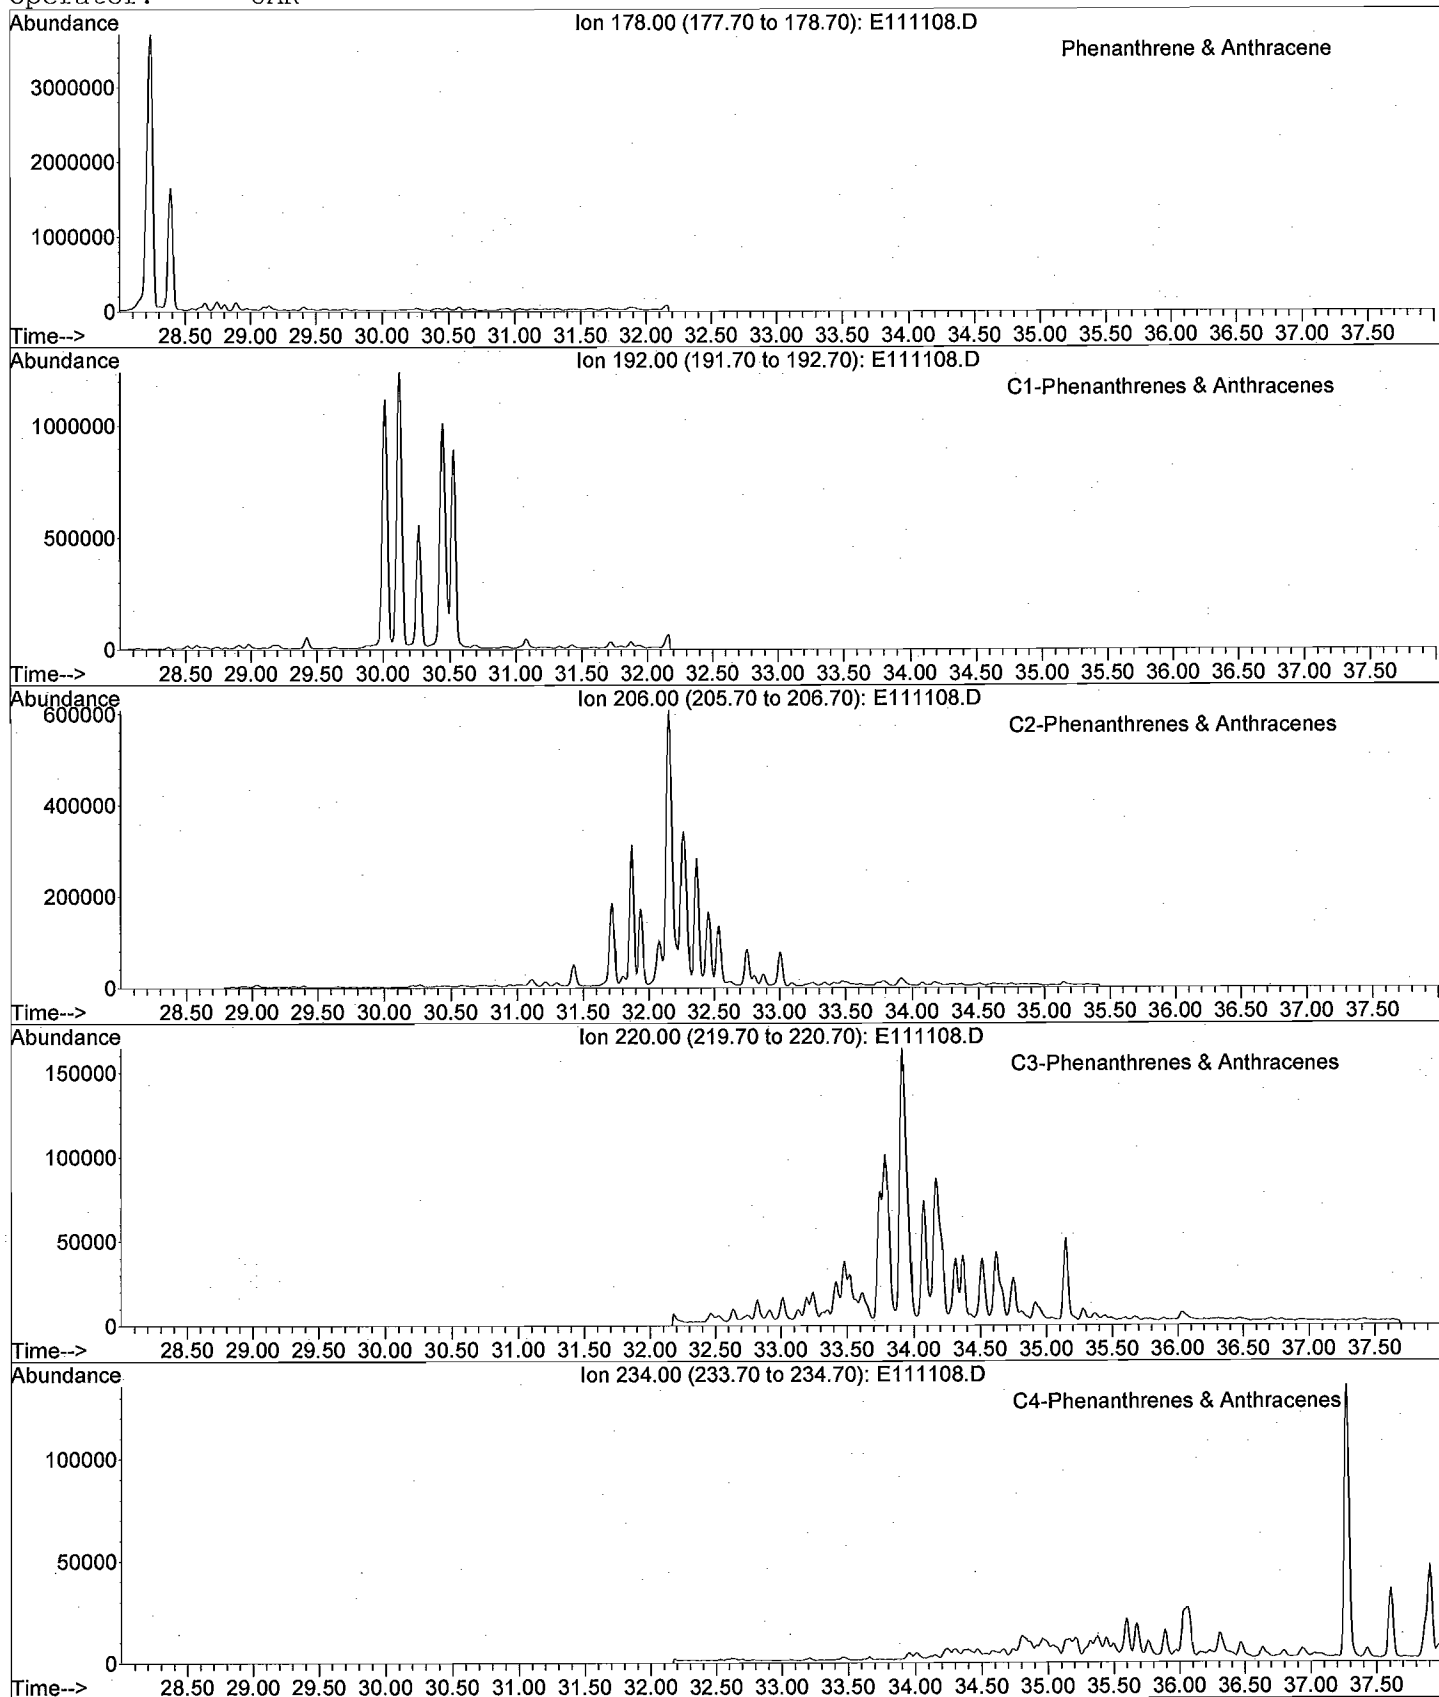 Abundance
Ion 178.00 (177.70 to 178.70): E111108.D
Phenanthrene & Anthracene
3000000
2000000
1000000
0
Time--> 28.50 29.00 29.50 30.00 30.50 31.00 31.50 32.00 32.50 33.00 33.50 34.00 34.50 35.00 35.50 36.00 36.50 37.00 37.50
Abundance
Ion 192.00 (191.70 to 192.70): E111108.D
C1-Phenanthrenes & Anthracenes
1000000
500000
0
Time--> 28.50 29.00 29.50 30.00 30.50 31.00 31.50 32.00 32.50 33.00 33.50 34.00 34.50 35.00 35.50 36.00 36.50 37.00 37.50
Abundance
Ion 206.00 (205.70 to 206.70): E111108.D
C2-Phenanthrenes & Anthracenes
600000
400000
200000
0
Time--> 28.50 29.00 29.50 30.00 30.50 31.00 31.50 32.00 32.50 33.00 33.50 34.00 34.50 35.00 35.50 36.00 36.50 37.00 37.50
Abundance
Ion 220.00 (219.70 to 220.70): E111108.D
C3-Phenanthrenes & Anthracenes
150000
100000
50000
0
Time--> 28.50 29.00 29.50 30.00 30.50 31.00 31.50 32.00 32.50 33.00 33.50 34.00 34.50 35.00 35.50 36.00 36.50 37.00 37.50
Abundance
Ion 234.00 (233.70 to 234.70): E111108.D
C4-Phenanthrenes & Anthracenes
100000
50000
0
Time--> 28.50 29.00 29.50 30.00 30.50 31.00 31.50 32.00 32.50 33.00 33.50 34.00 34.50 35.00 35.50 36.00 36.50 37.00 37.50